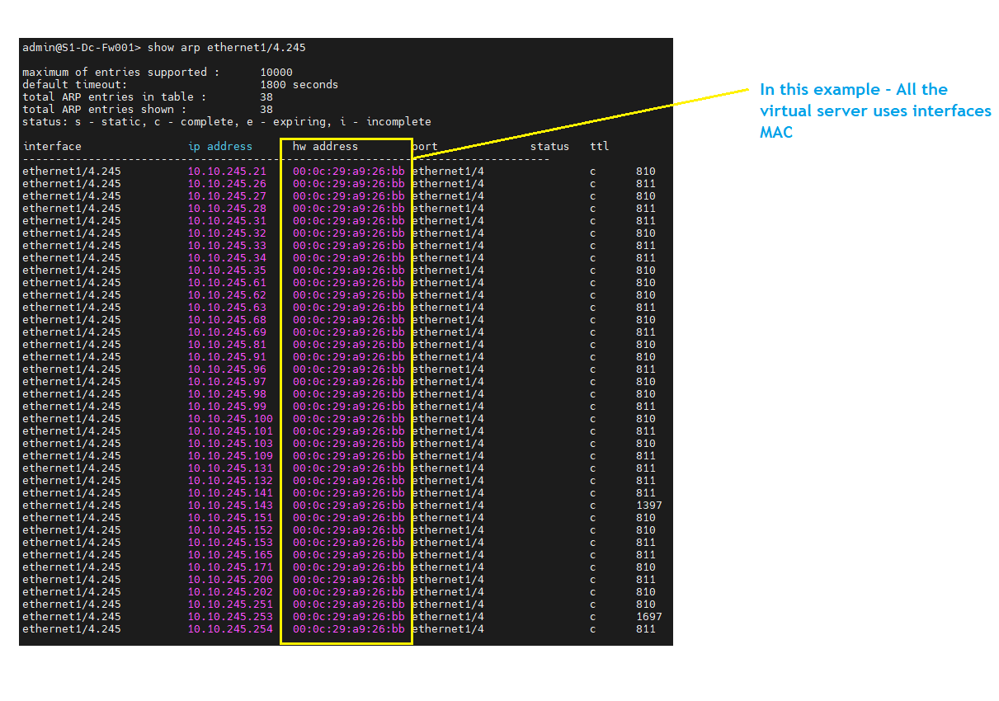 admin@S1-Dc-Fw001> show arp ethernet1/4.245
maximum of entries supported :      10000
default timeout:                    1800 seconds
total ARP entries in table :        38
total ARP entries shown :           38
status: s - static, c - complete, e - expiring, i - incomplete
In this example - All the
virtual server uses interfaces
MAC
interface ip address hw address port status ttl
--------------------------------------------------------------------------------
ethernet1/4.245 10.10.245.21 00:0c:29:a9:26:bb ethernet1/4 c 810
ethernet1/4.245 10.10.245.26 00:0c:29:a9:26:bb ethernet1/4 c 811
ethernet1/4.245 10.10.245.27 00:0c:29:a9:26:bb ethernet1/4 c 810
ethernet1/4.245 10.10.245.28 00:0c:29:a9:26:bb ethernet1/4 c 811
ethernet1/4.245 10.10.245.31 00:0c:29:a9:26:bb ethernet1/4 c 811
ethernet1/4.245 10.10.245.32 00:0c:29:a9:26:bb ethernet1/4 c 810
ethernet1/4.245 10.10.245.33 00:0c:29:a9:26:bb ethernet1/4 c 811
ethernet1/4.245 10.10.245.34 00:0c:29:a9:26:bb ethernet1/4 c 811
ethernet1/4.245 10.10.245.35 00:0c:29:a9:26:bb ethernet1/4 c 810
ethernet1/4.245 10.10.245.61 00:0c:29:a9:26:bb ethernet1/4 c 810
ethernet1/4.245 10.10.245.62 00:0c:29:a9:26:bb ethernet1/4 c 810
ethernet1/4.245 10.10.245.63 00:0c:29:a9:26:bb ethernet1/4 c 811
ethernet1/4.245 10.10.245.68 00:0c:29:a9:26:bb ethernet1/4 c 810
ethernet1/4.245 10.10.245.69 00:0c:29:a9:26:bb ethernet1/4 c 811
ethernet1/4.245 10.10.245.81 00:0c:29:a9:26:bb ethernet1/4 c 810
ethernet1/4.245 10.10.245.91 00:0c:29:a9:26:bb ethernet1/4 c 810
ethernet1/4.245 10.10.245.96 00:0c:29:a9:26:bb ethernet1/4 c 811
ethernet1/4.245 10.10.245.97 00:0c:29:a9:26:bb ethernet1/4 c 810
ethernet1/4.245 10.10.245.98 00:0c:29:a9:26:bb ethernet1/4 c 810
ethernet1/4.245 10.10.245.99 00:0c:29:a9:26:bb ethernet1/4 c 811
ethernet1/4.245 10.10.245.100 00:0c:29:a9:26:bb ethernet1/4 c 810
ethernet1/4.245 10.10.245.101 00:0c:29:a9:26:bb ethernet1/4 c 811
ethernet1/4.245 10.10.245.103 00:0c:29:a9:26:bb ethernet1/4 c 810
ethernet1/4.245 10.10.245.109 00:0c:29:a9:26:bb ethernet1/4 c 811
ethernet1/4.245 10.10.245.131 00:0c:29:a9:26:bb ethernet1/4 c 811
ethernet1/4.245 10.10.245.132 00:0c:29:a9:26:bb ethernet1/4 c 811
ethernet1/4.245 10.10.245.141 00:0c:29:a9:26:bb ethernet1/4 c 811
ethernet1/4.245 10.10.245.143 00:0c:29:a9:26:bb ethernet1/4 c 1397
ethernet1/4.245 10.10.245.151 00:0c:29:a9:26:bb ethernet1/4 c 810
ethernet1/4.245 10.10.245.152 00:0c:29:a9:26:bb ethernet1/4 c 810
ethernet1/4.245 10.10.245.153 00:0c:29:a9:26:bb ethernet1/4 c 811
ethernet1/4.245 10.10.245.165 00:0c:29:a9:26:bb ethernet1/4 c 811
ethernet1/4.245 10.10.245.171 00:0c:29:a9:26:bb ethernet1/4 c 810
ethernet1/4.245 10.10.245.200 00:0c:29:a9:26:bb ethernet1/4 c 811
ethernet1/4.245 10.10.245.202 00:0c:29:a9:26:bb ethernet1/4 c 810
ethernet1/4.245 10.10.245.251 00:0c:29:a9:26:bb ethernet1/4 c 810
ethernet1/4.245 10.10.245.253 00:0c:29:a9:26:bb ethernet1/4 c 1697
ethernet1/4.245 10.10.245.254 00:0c:29:a9:26:bb ethernet1/4 c 811